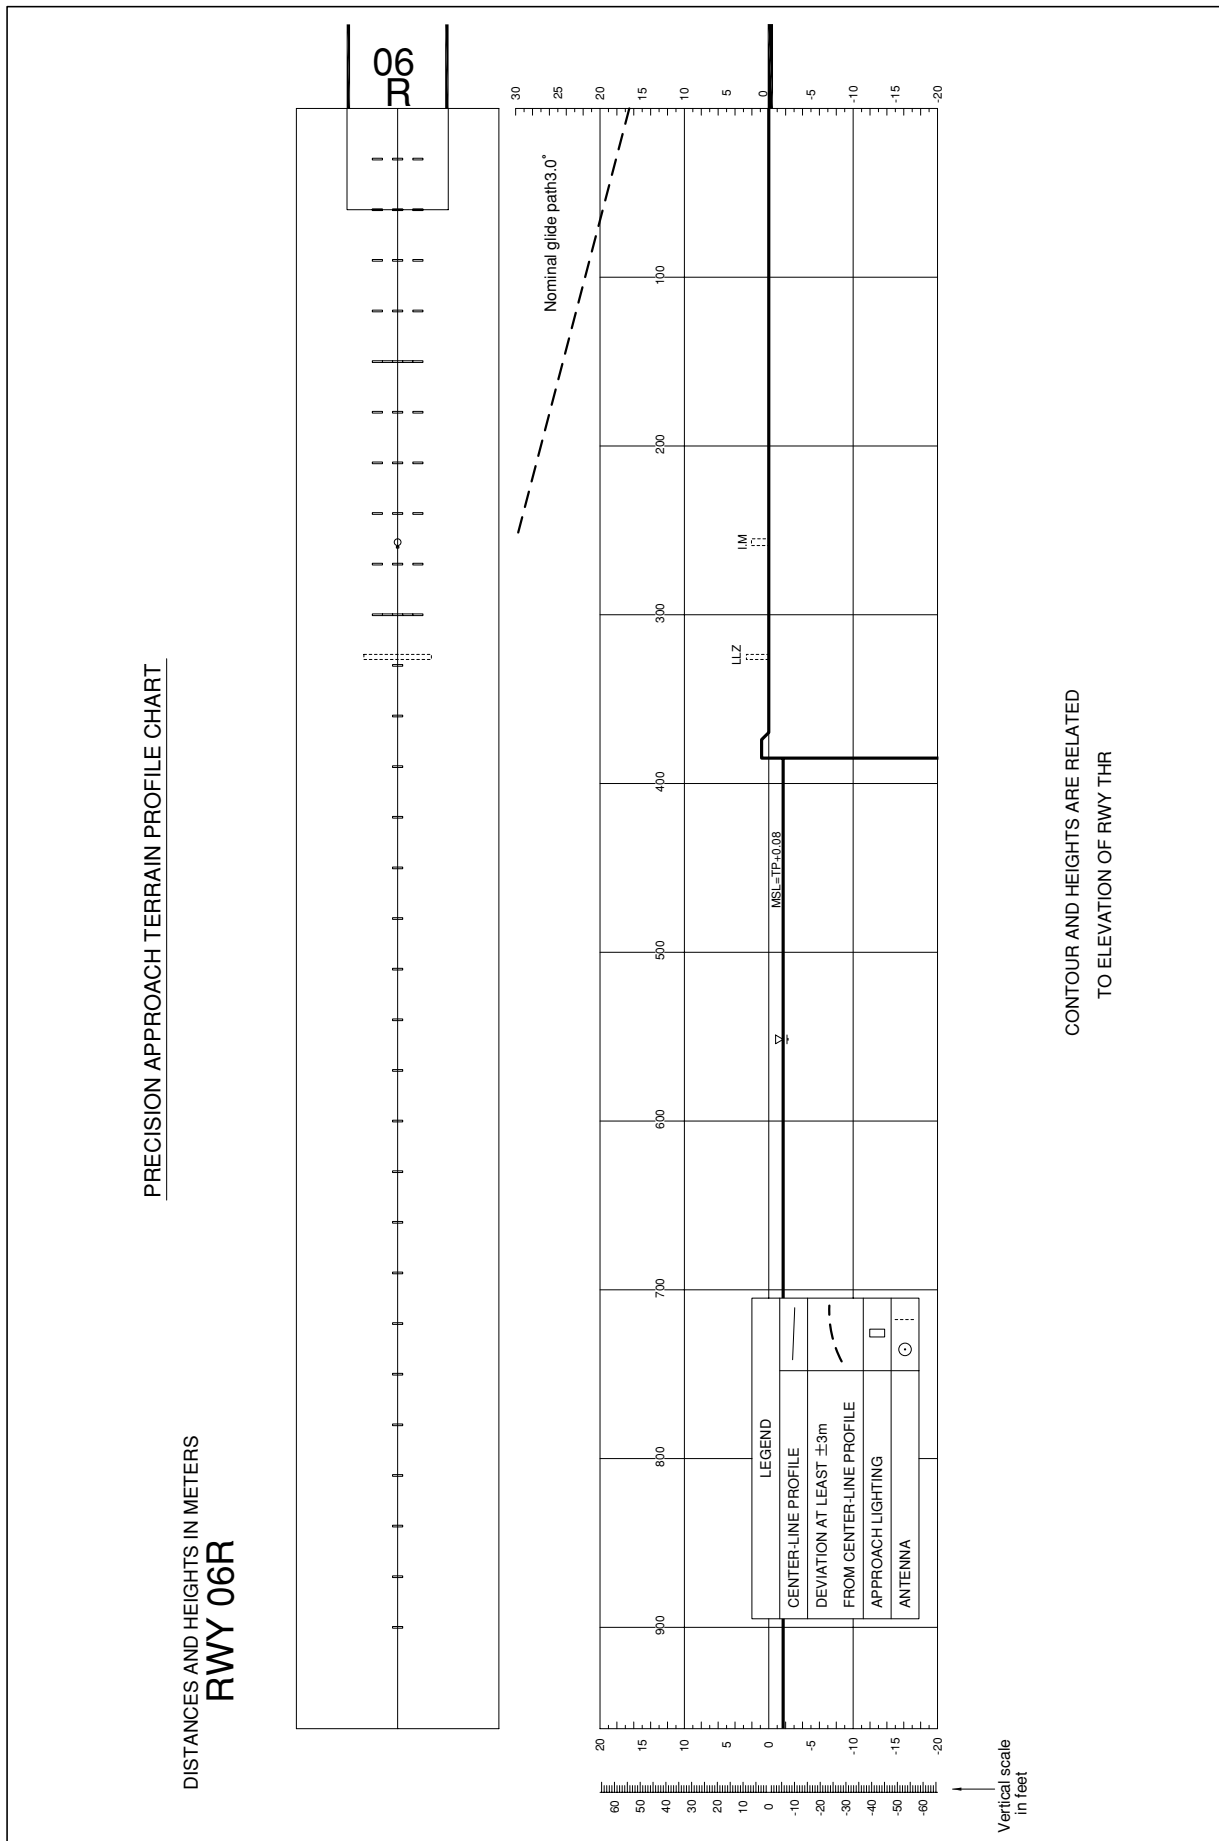 PRECISION APPROACH TERRAIN PROFILE CHART
DISTANCES AND HEIGHTS IN METERS
RWY 06R
06
R
Nominal glide path3.0°
30
25
20
15
10
5
0
-5
-10
-15
-20
100
200
300
400
500
600
700
800
900
I.M
LLZ
MSL=TP+0.08
LEGEND
CENTER-LINE PROFILE
DEVIATION AT LEAST ±3m
FROM CENTER-LINE PROFILE
APPROACH LIGHTING
ANTENNA
20
15
10
5
0
-5
-10
-15
-20
60
50
40
30
20
10
0
-10
-20
-30
-40
-50
-60
Vertical scale
in feet
CONTOUR AND HEIGHTS ARE RELATED
TO ELEVATION OF RWY THR